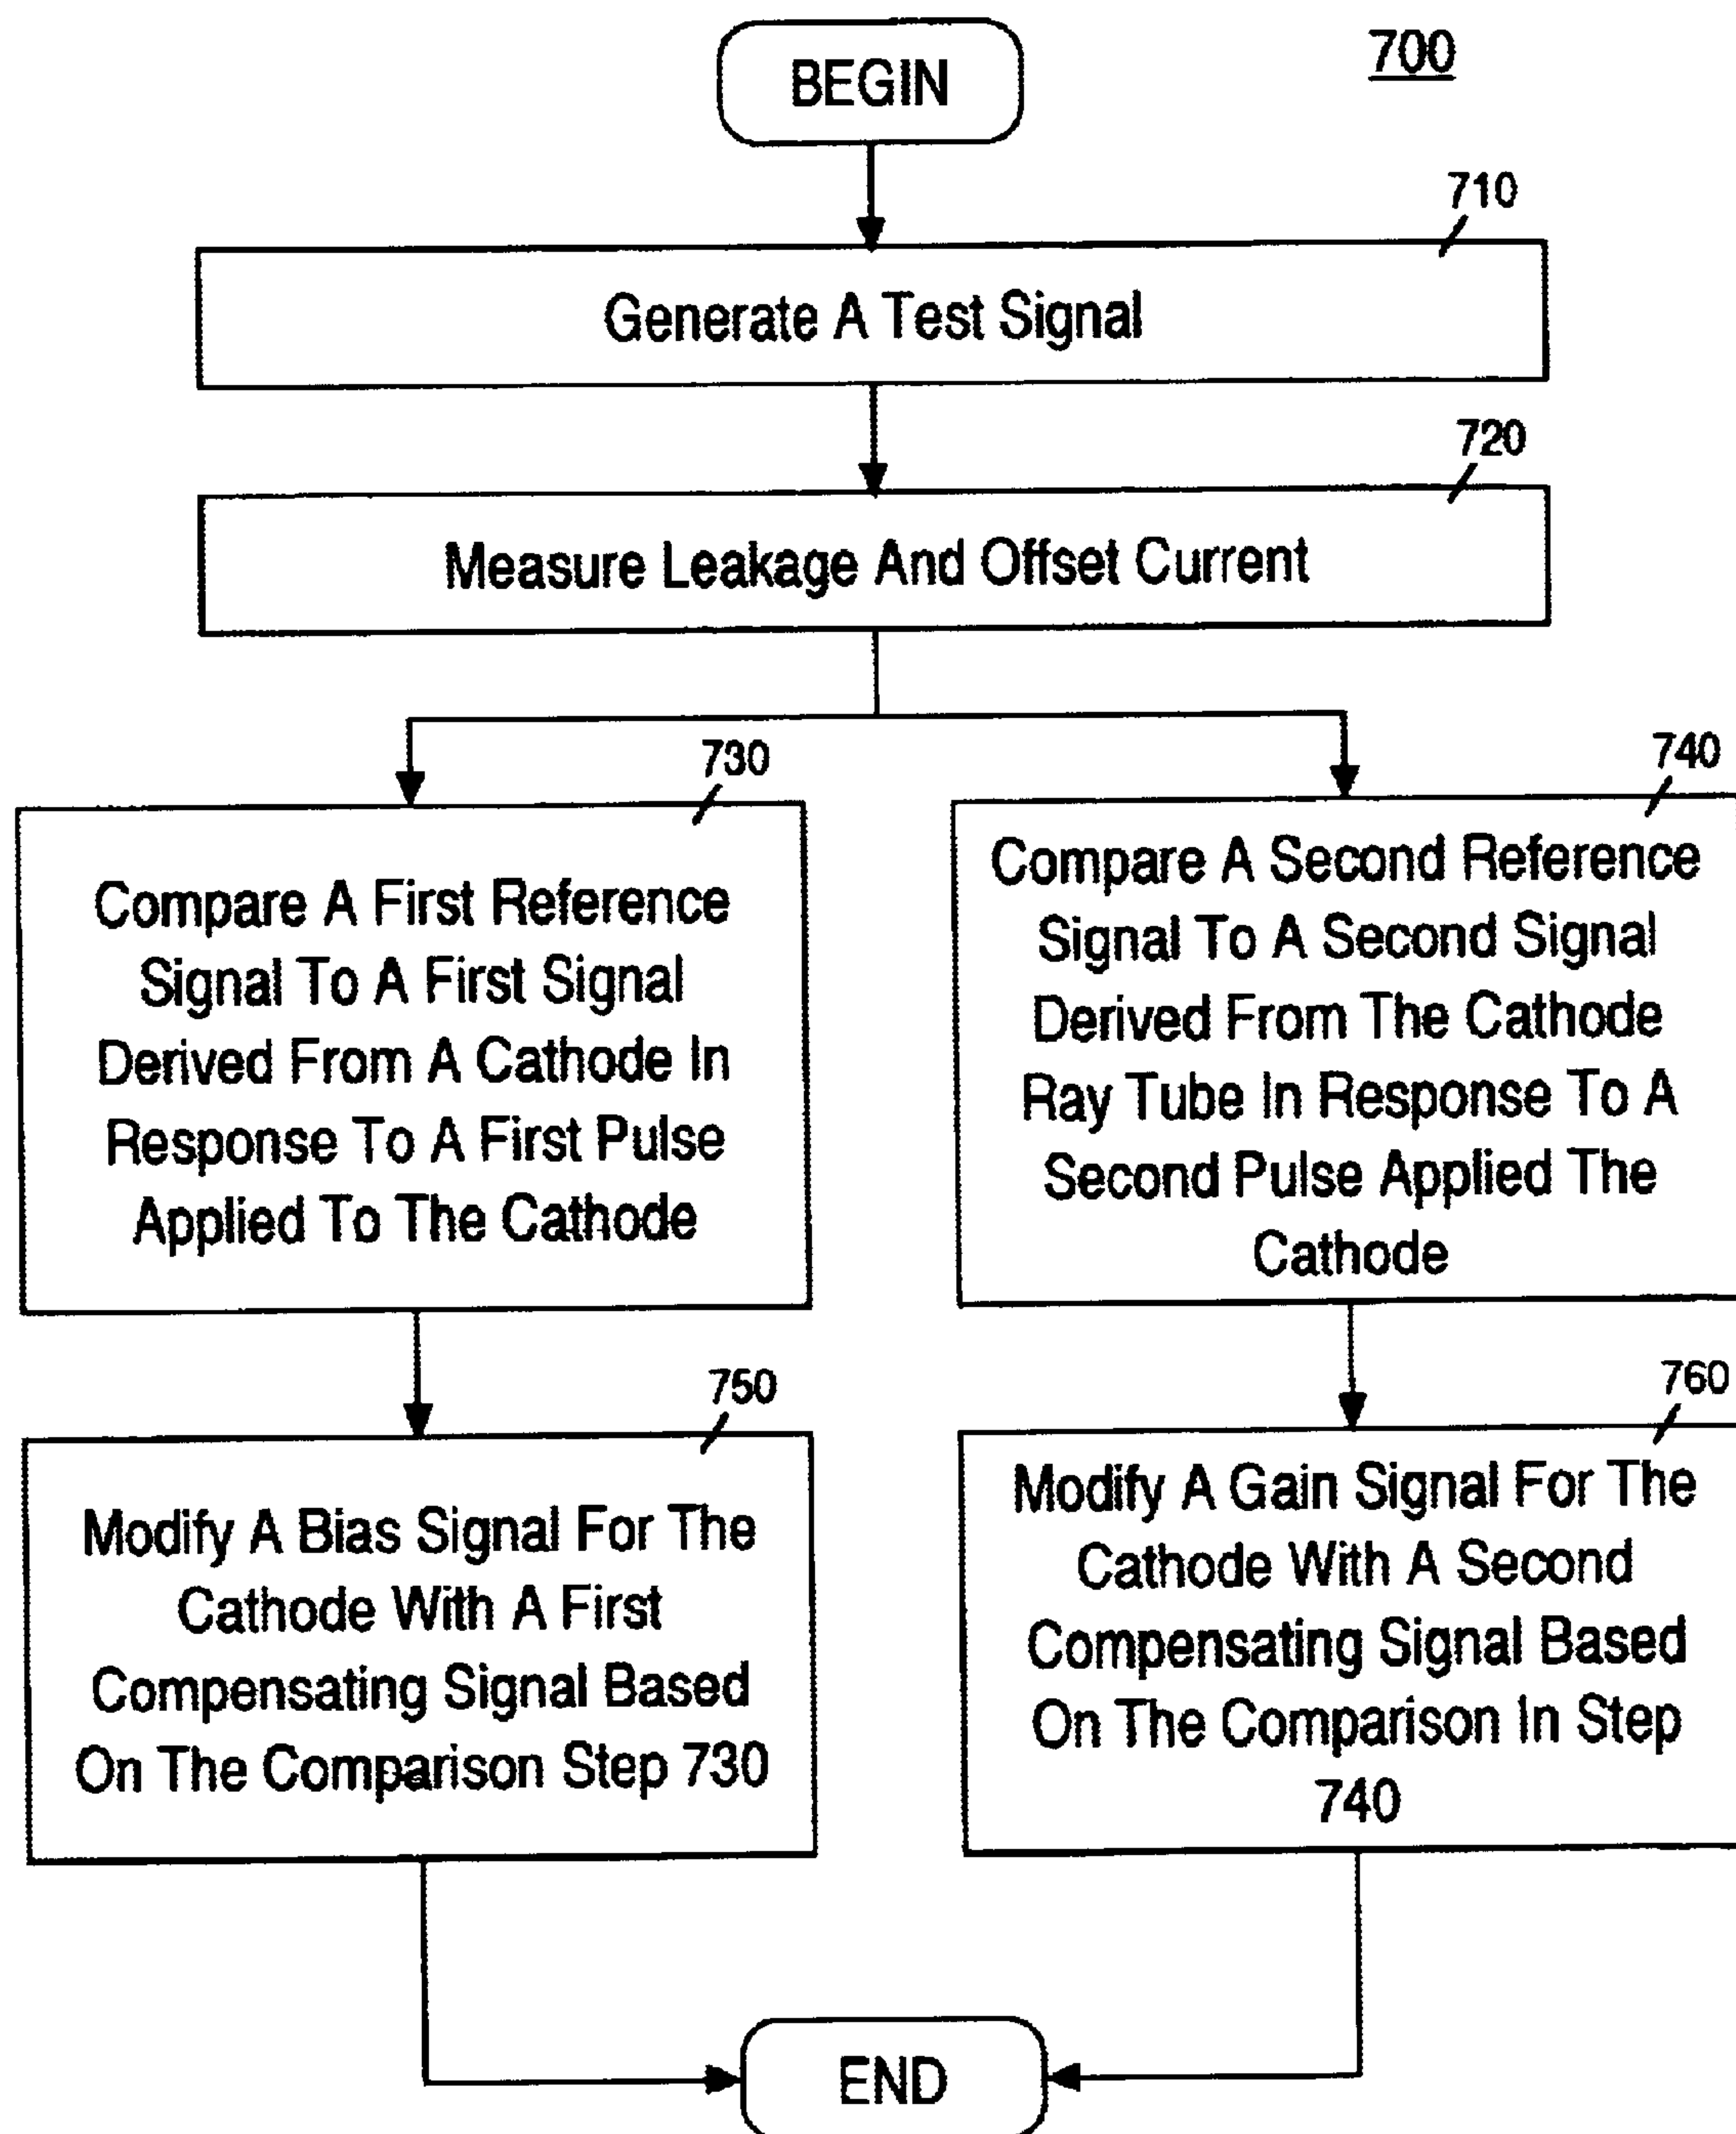 700
BEGIN
710
Generate A Test Signal
720
Measure Leakage And Offset Current
730
Compare A First Reference
Signal To A First Signal
Derived From A Cathode In
Response To A First Pulse
Applied To The Cathode
740
Compare A Second Reference
Signal To A Second Signal
Derived From The Cathode
Ray Tube In Response To A
Second Pulse Applied The
Cathode
750
Modify A Bias Signal For The
Cathode With A First
Compensating Signal Based
On The Comparison Step 730
760
Modify A Gain Signal For The
Cathode With A Second
Compensating Signal Based
On The Comparison In Step
740
END